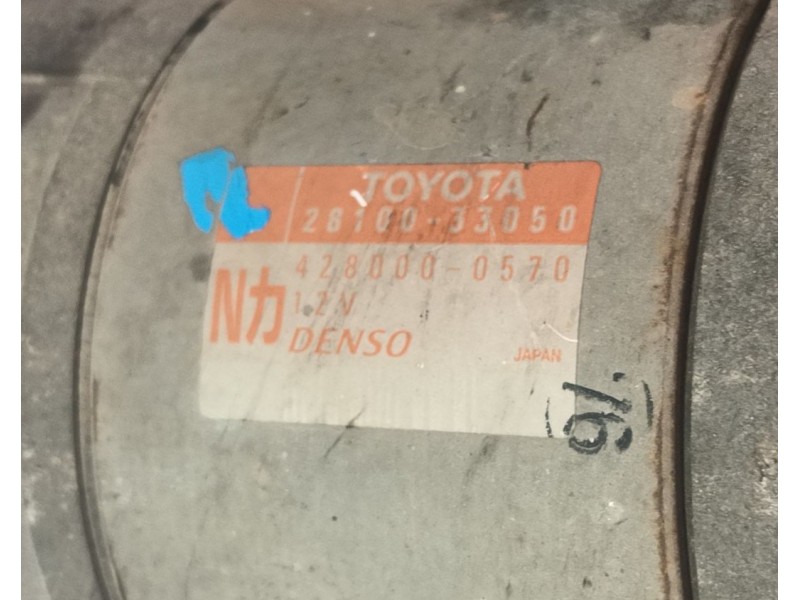 TOYOTA
28100-33050
428000-0570
12V
Nカ
DENSO
JAPAN